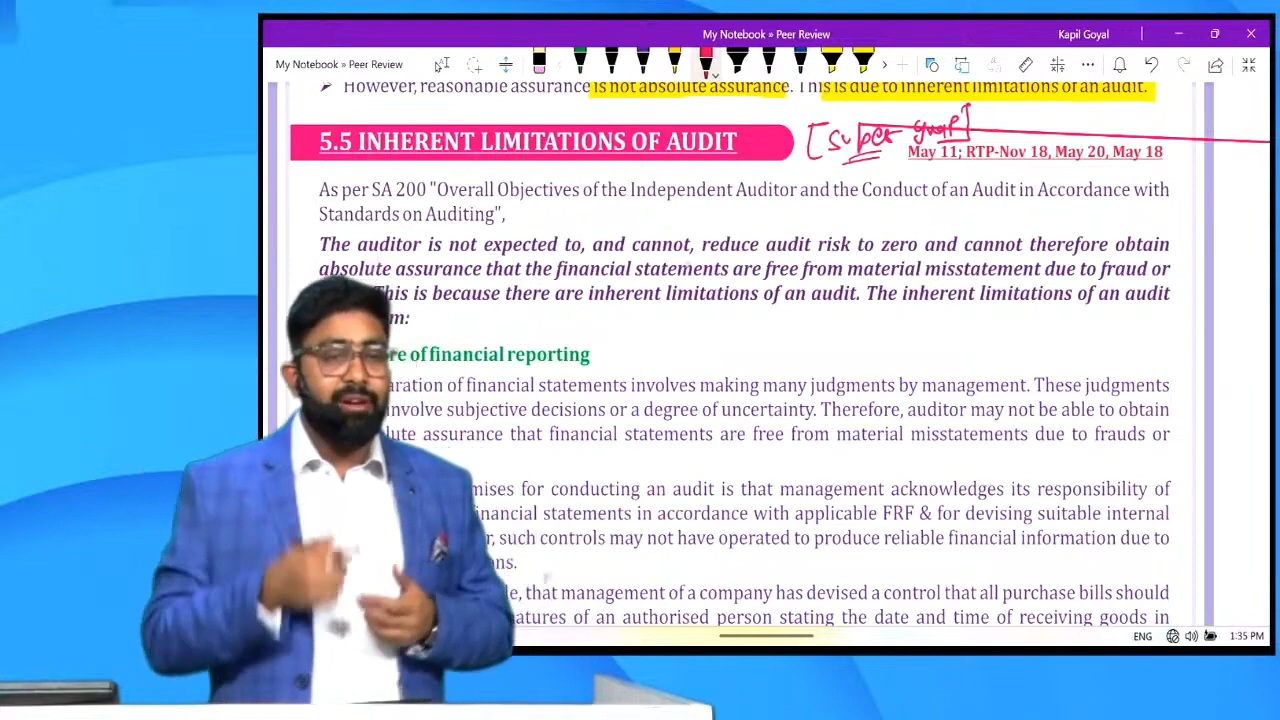 My Notebook » Peer Review
Kapil Goyal
My Notebook » Peer Review
However, reasonable assurance is not absolute assurance. This is due to inherent limitations of an audit.
5.5 INHERENT LIMITATIONS OF AUDIT
[Super
May 11; RTP-Nov 18, May 20, May 18
As per SA 200 "Overall Objectives of the Independent Auditor and the Conduct of an Audit in Accordance with
Standards on Auditing",
The auditor is not expected to, and cannot, reduce audit risk to zero and cannot therefore obtain
absolute assurance that the financial statements are free from material misstatement due to fraud or
This is because there are inherent limitations of an audit. The inherent limitations of an audit
m:
re of financial reporting
aration of financial statements involves making many judgments by management. These judgments
involve subjective decisions or a degree of uncertainty. Therefore, auditor may not be able to obtain
lute assurance that financial statements are free from material misstatements due to frauds or
mises for conducting an audit is that management acknowledges its responsibility of
inancial statements in accordance with applicable FRF & for devising suitable internal
r, such controls may not have operated to produce reliable financial information due to
ons.
le, that management of a company has devised a control that all purchase bills should
natures of an authorised person stating the date and time of receiving goods in
ENG
1:35 PM